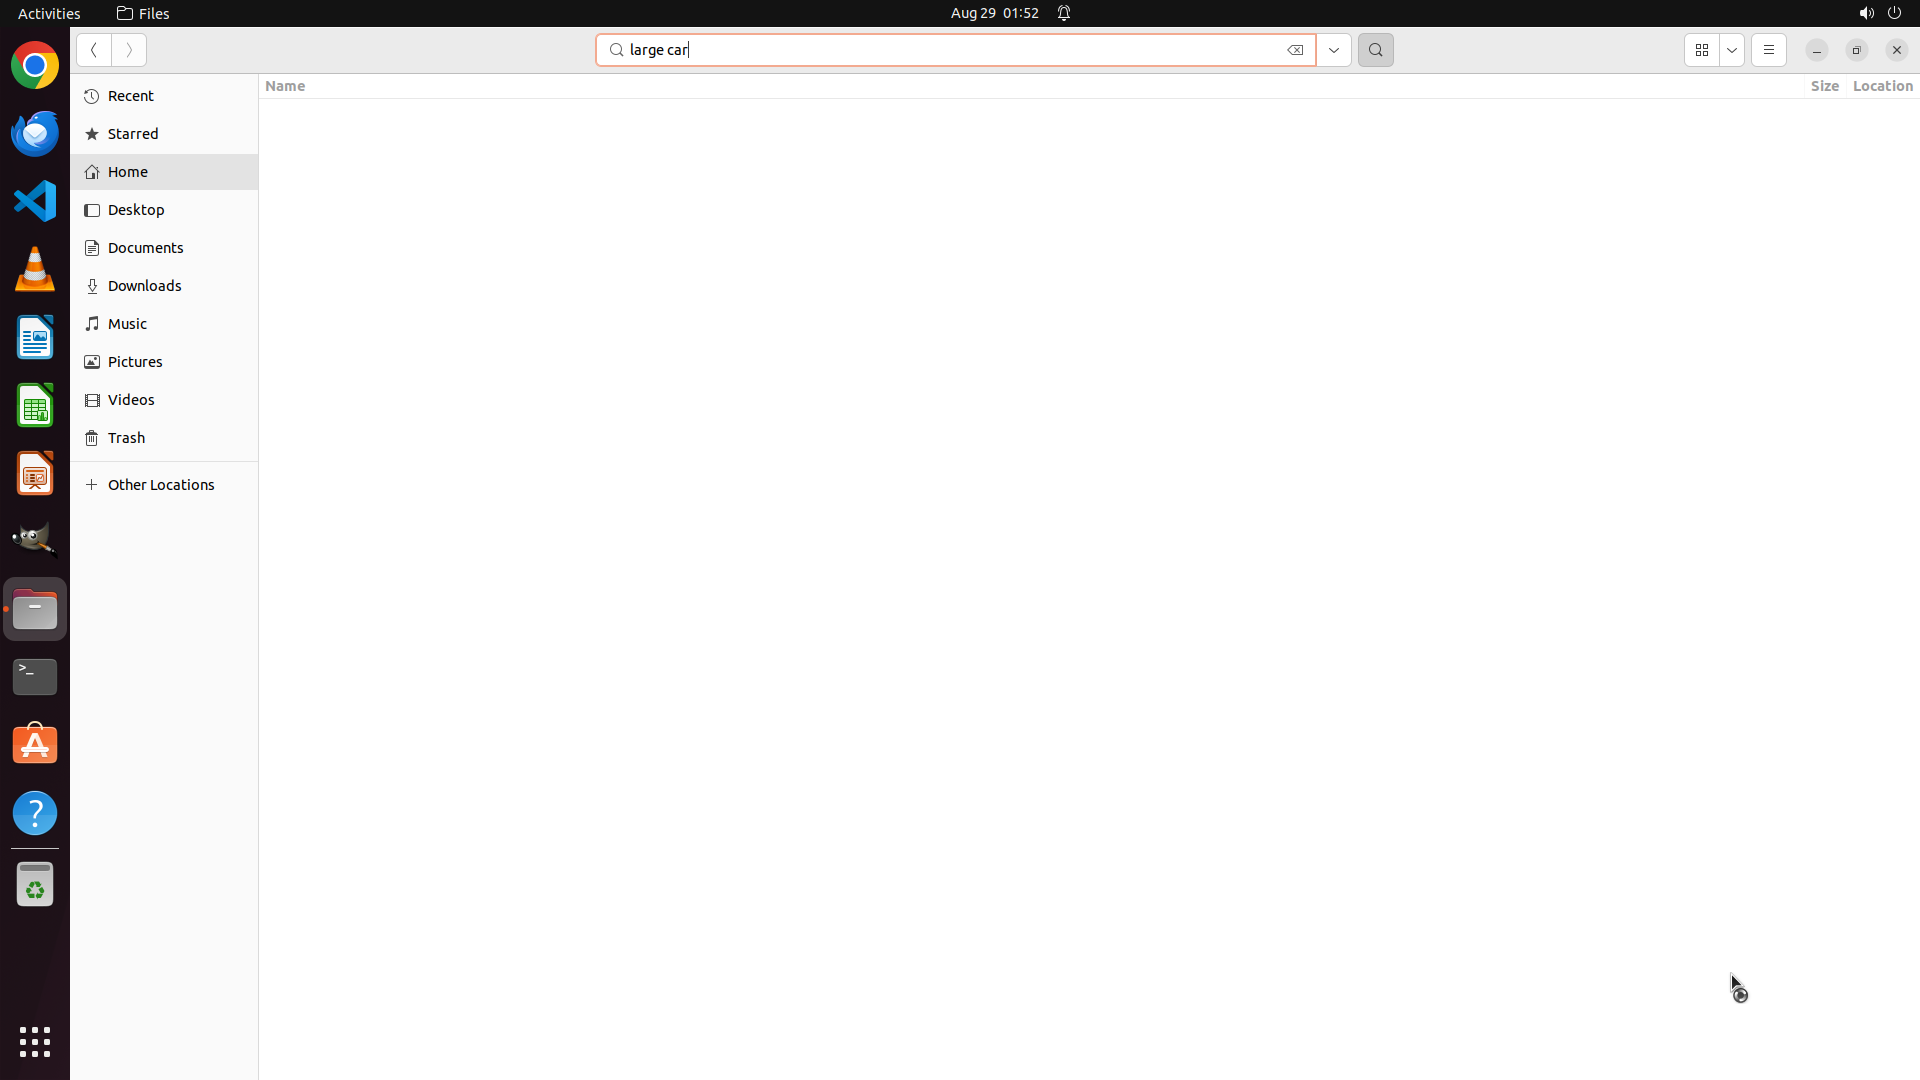 Activities
Files
Aug 29 01:52
large car
Name
Size
Location
Recent
Starred
Home
Desktop
Documents
Downloads
Music
Pictures
Videos
Trash
Other Locations